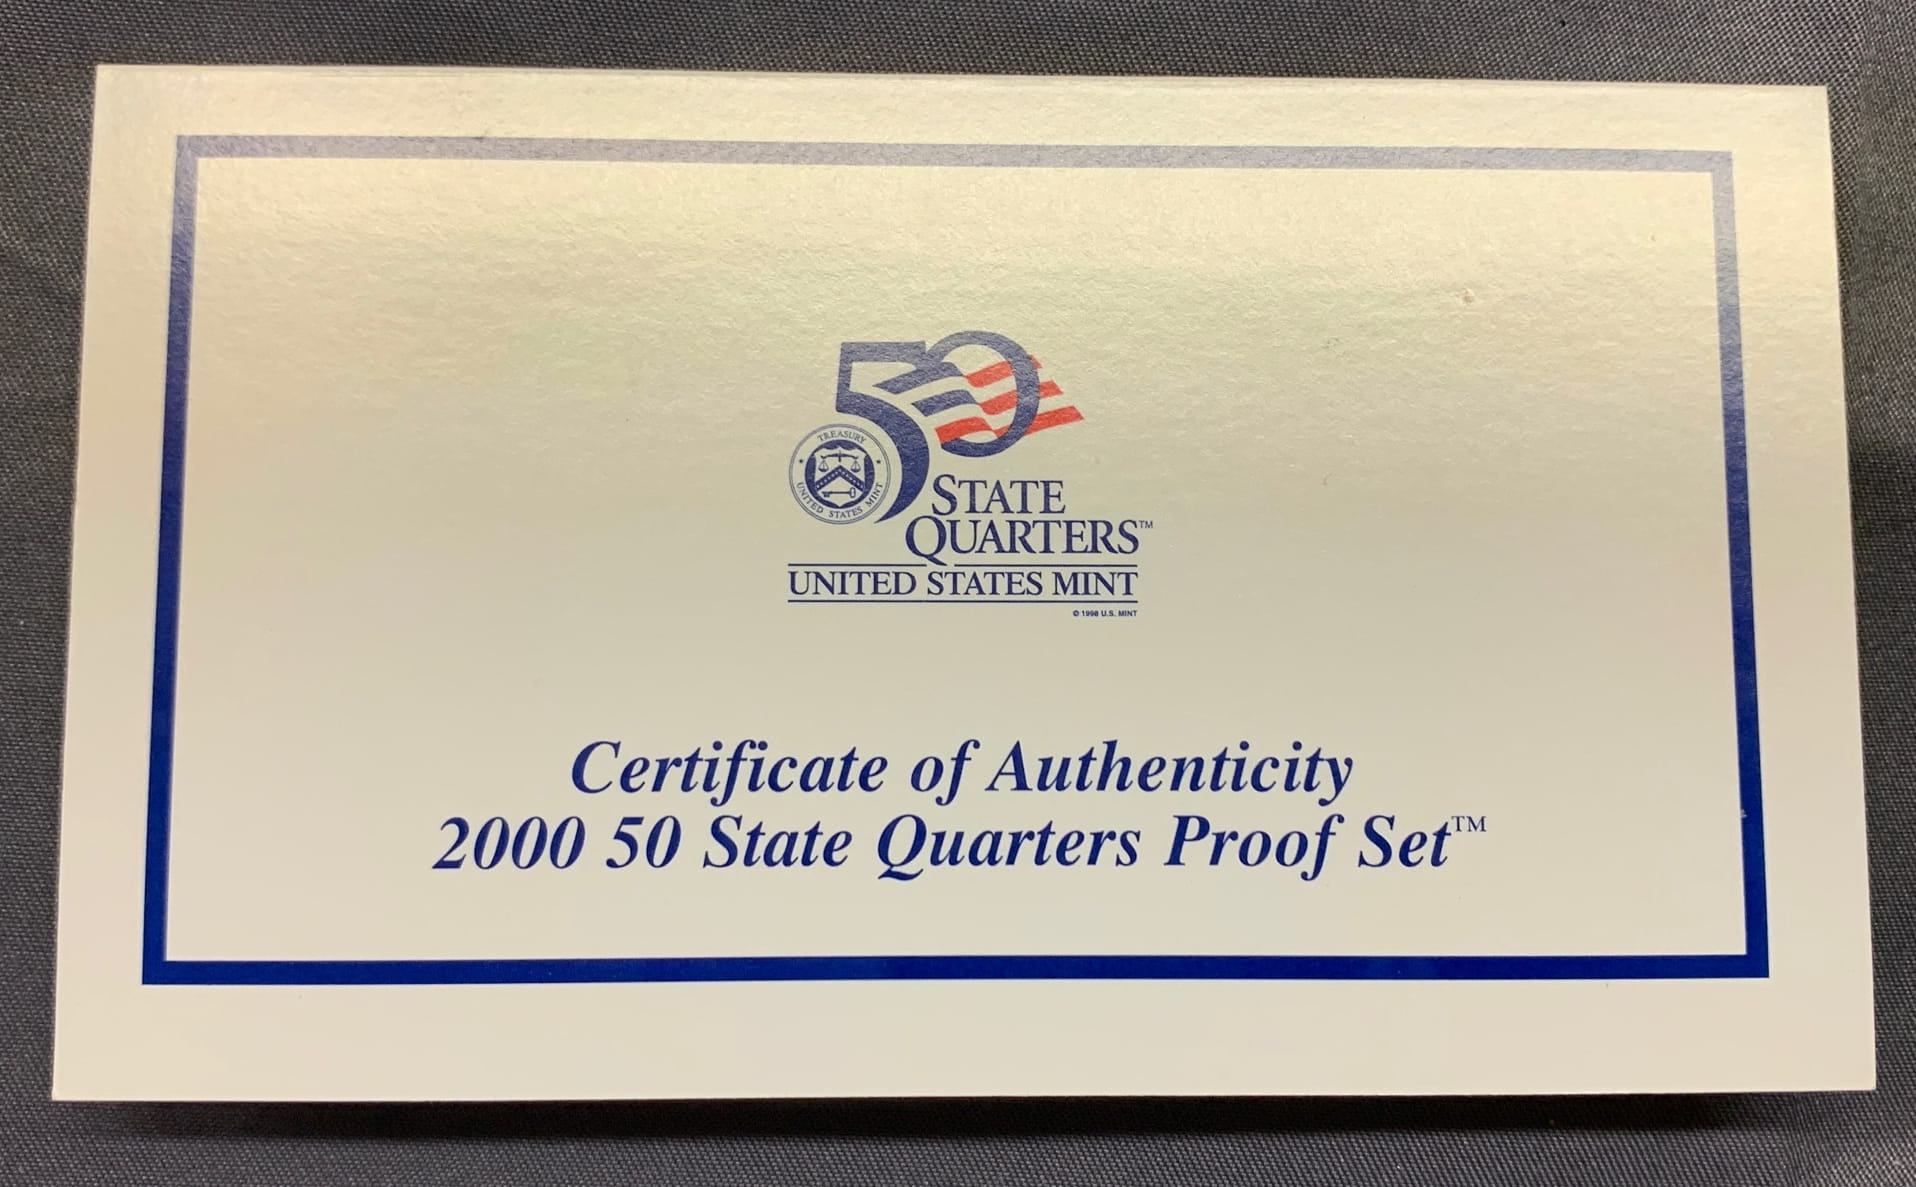 50
TREASURY
UNITED STATES MINT
STATE
QUARTERS™
UNITED STATES MINT
© 1998 U.S. MINT
Certificate of Authenticity
2000 50 State Quarters Proof Set™